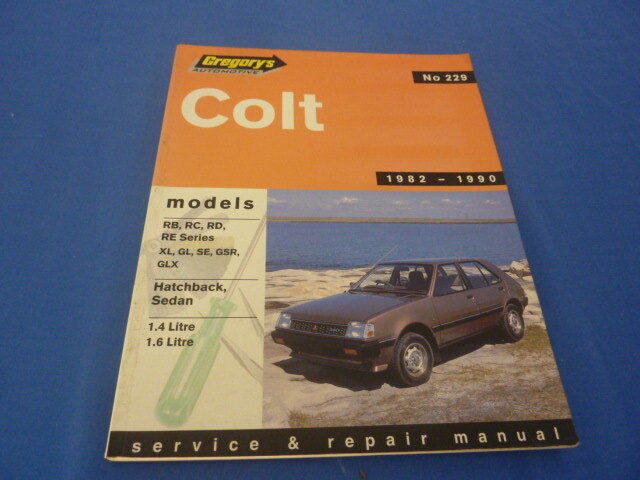 Gregory's
AUTOMOTIVE
No 229
Colt
1982 - 1990
models
RB, RC, RD,
RE Series
XL, GL, SE, GSR,
GLX
Hatchback,
Sedan
1.4 Litre
1.6 Litre
service & repair manual